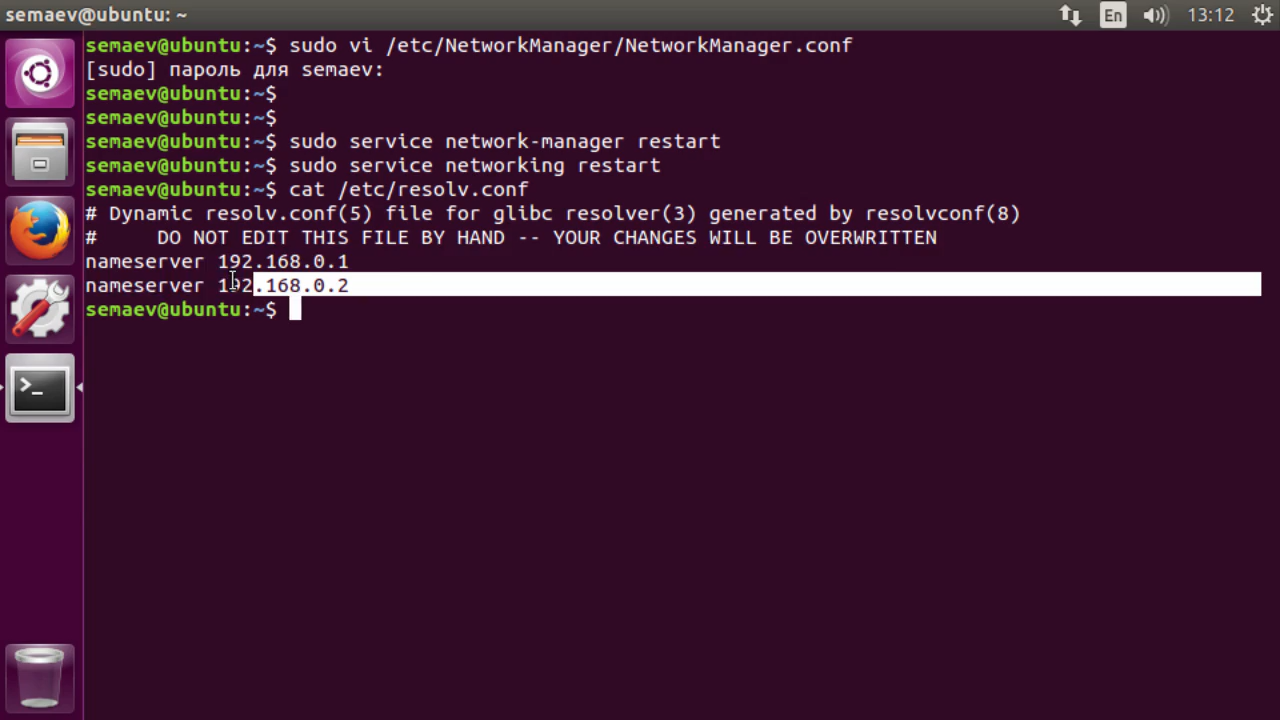 semaev@ubuntu: ~
En
13:12
semaev@ubuntu:~$ sudo vi /etc/NetworkManager/NetworkManager.conf
[sudo] пароль для semaev:
semaev@ubuntu:~$
semaev@ubuntu:~$
semaev@ubuntu:~$ sudo service network-manager restart
semaev@ubuntu:~$ sudo service networking restart
semaev@ubuntu:~$ cat /etc/resolv.conf
# Dynamic resolv.conf(5) file for glibc resolver(3) generated by resolvconf(8)
#     DO NOT EDIT THIS FILE BY HAND -- YOUR CHANGES WILL BE OVERWRITTEN
nameserver 192.168.0.1
nameserver 192.168.0.2
semaev@ubuntu:~$